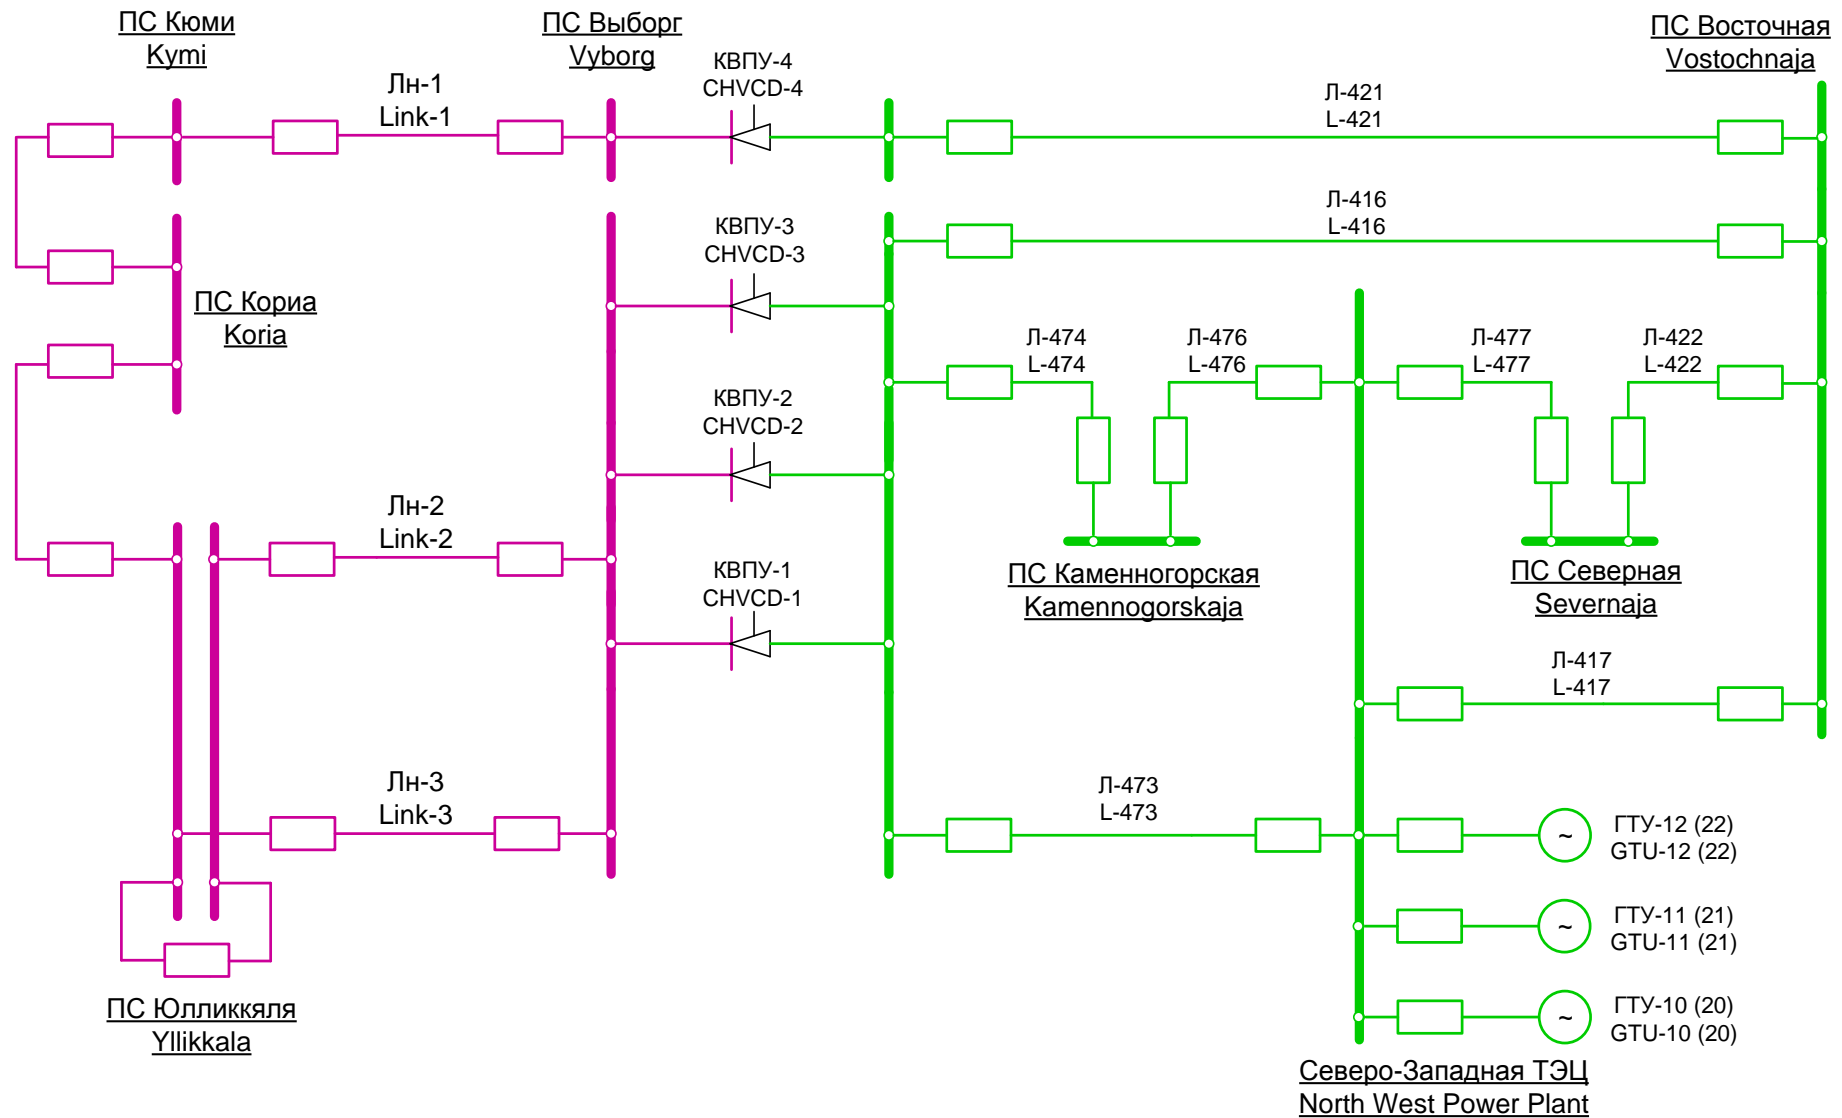 ПС Кюми
Kymi
ПС Выборг
Vyborg
ПС Восточная
Vostochnaja
КВПУ-4
CHVCD-4
Лн-1
Link-1
Л-421
L-421
Л-416
L-416
КВПУ-3
CHVCD-3
ПС Кориа
Koria
Л-474
L-474
Л-476
L-476
Л-477
L-477
Л-422
L-422
КВПУ-2
CHVCD-2
Лн-2
Link-2
КВПУ-1
CHVCD-1
ПС Каменногорская
Kamennogorskaja
ПС Северная
Severnaja
Л-417
L-417
Лн-3
Link-3
Л-473
L-473
~
ГТУ-12 (22)
GTU-12 (22)
~
ГТУ-11 (21)
GTU-11 (21)
~
ГТУ-10 (20)
GTU-10 (20)
ПС Юлликкяля
Yllikkala
Северо-Западная ТЭЦ
North West Power Plant